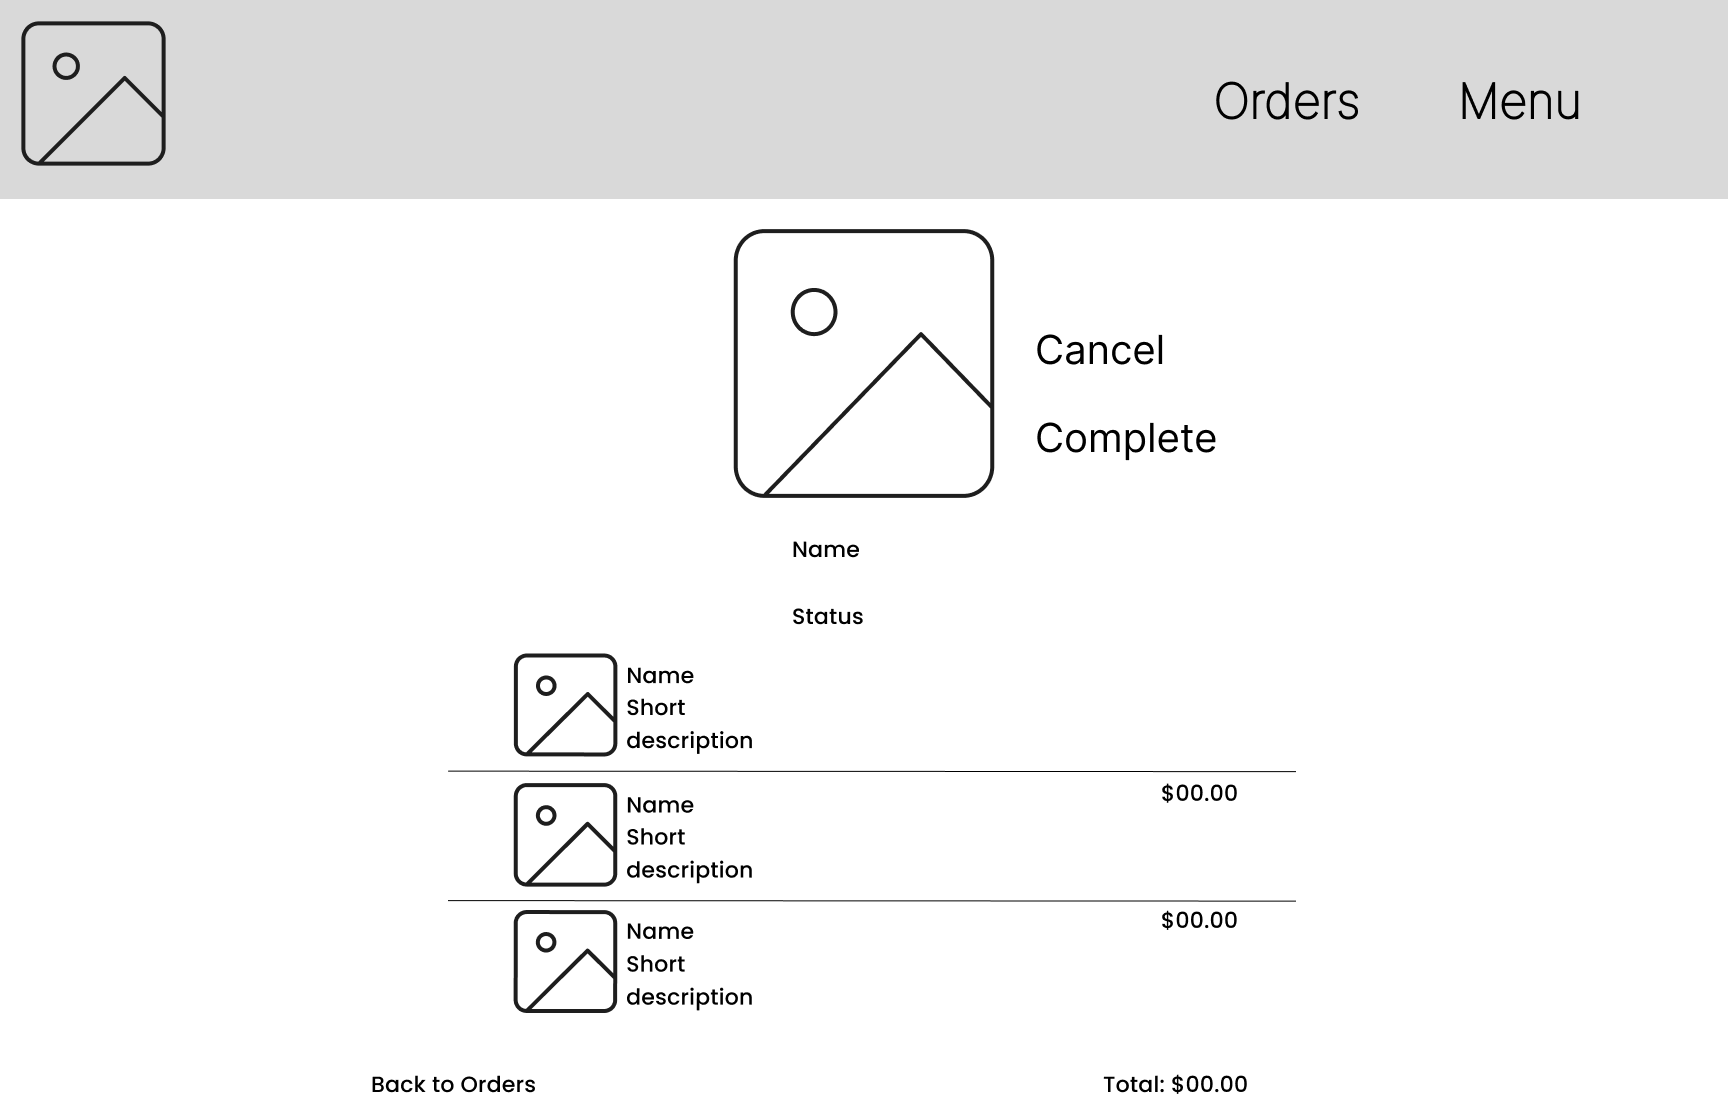 Orders Menu
Cancel
Complete
Name
Status
Name
Short
description
$00.00
Name
Short
description
$00.00
Name
Short
description
Back to Orders Total: $00.00